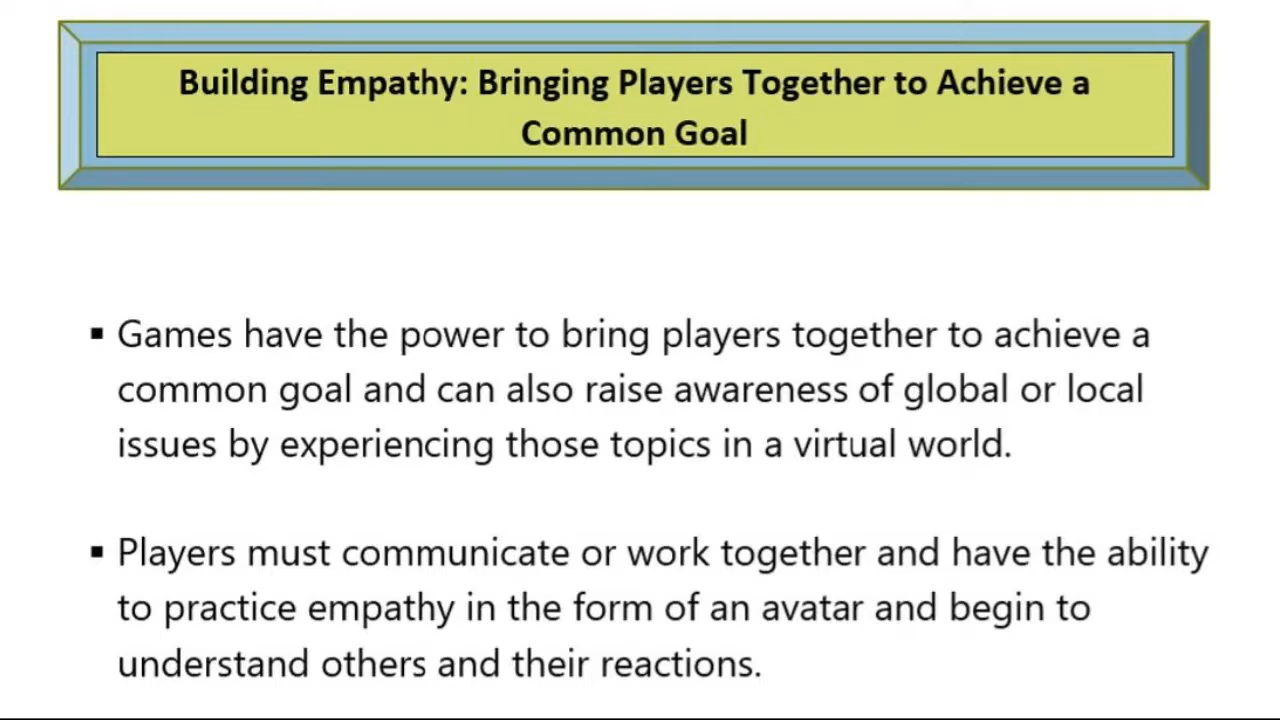 Building Empathy: Bringing Players Together to Achieve a
Common Goal
▪ Games have the power to bring players together to achieve a
common goal and can also raise awareness of global or local
issues by experiencing those topics in a virtual world.
▪ Players must communicate or work together and have the ability
to practice empathy in the form of an avatar and begin to
understand others and their reactions.